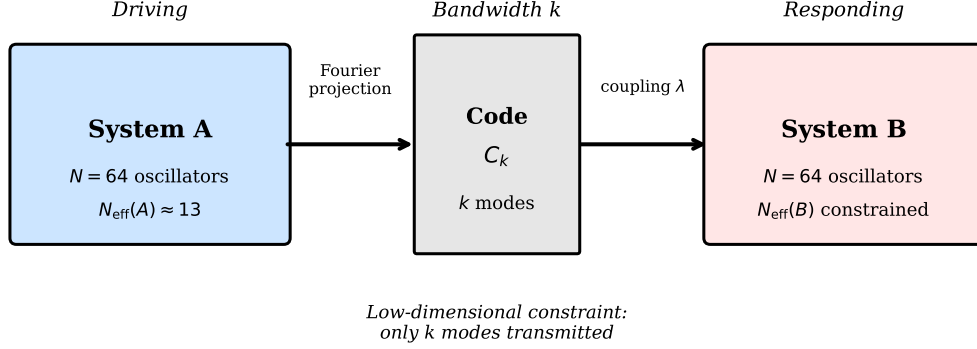 Driving
Bandwidth k
Responding
System A
N = 64 oscillators
N_eff(A) ≈ 13
Fourier
projection
Code
C_k
k modes
coupling λ
System B
N = 64 oscillators
N_eff(B) constrained
Low-dimensional constraint:
only k modes transmitted